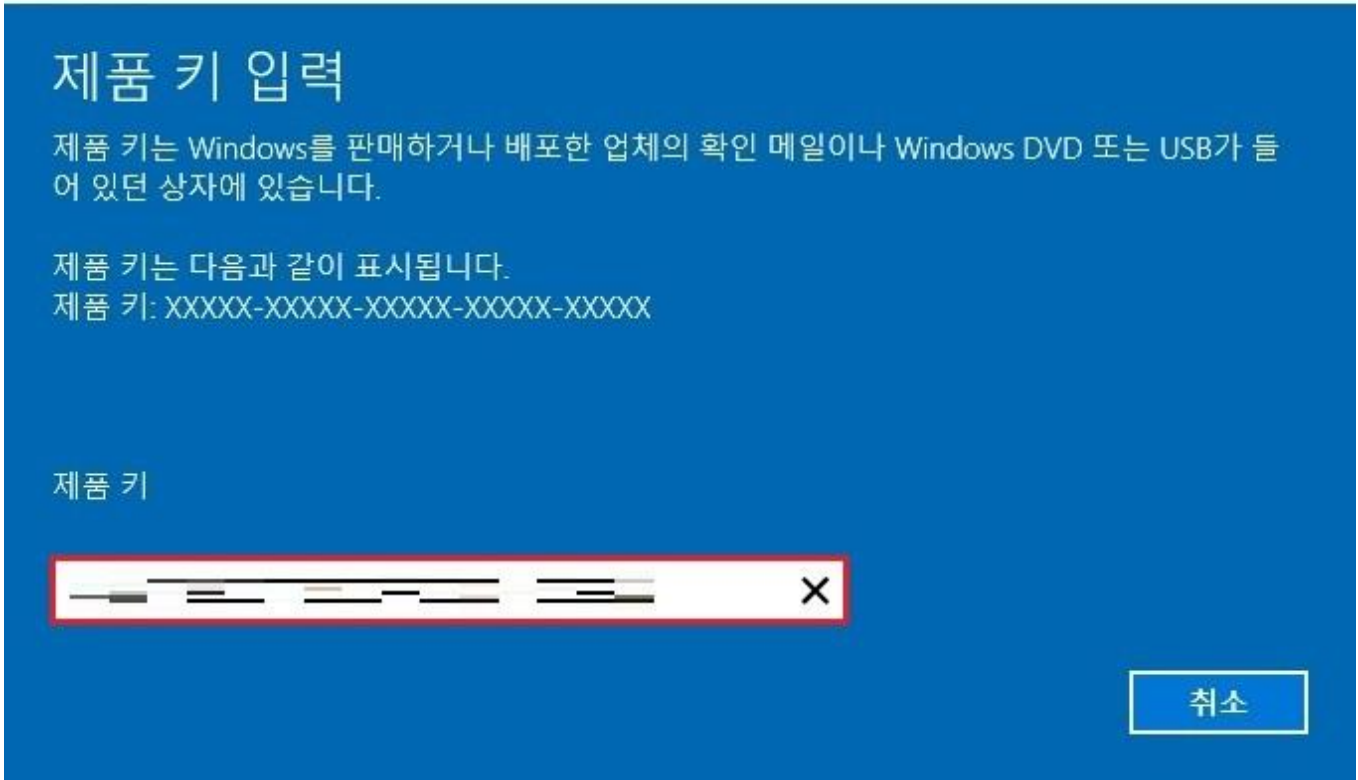 제품 키 입력
제품 키는 Windows를 판매하거나 배포한 업체의 확인 메일이나 Windows DVD 또는 USB가 들
어 있던 상자에 있습니다.
제품 키는 다음과 같이 표시됩니다.
제품 키: XXXXX-XXXXX-XXXXX-XXXXX-XXXXX
제품 키
취소